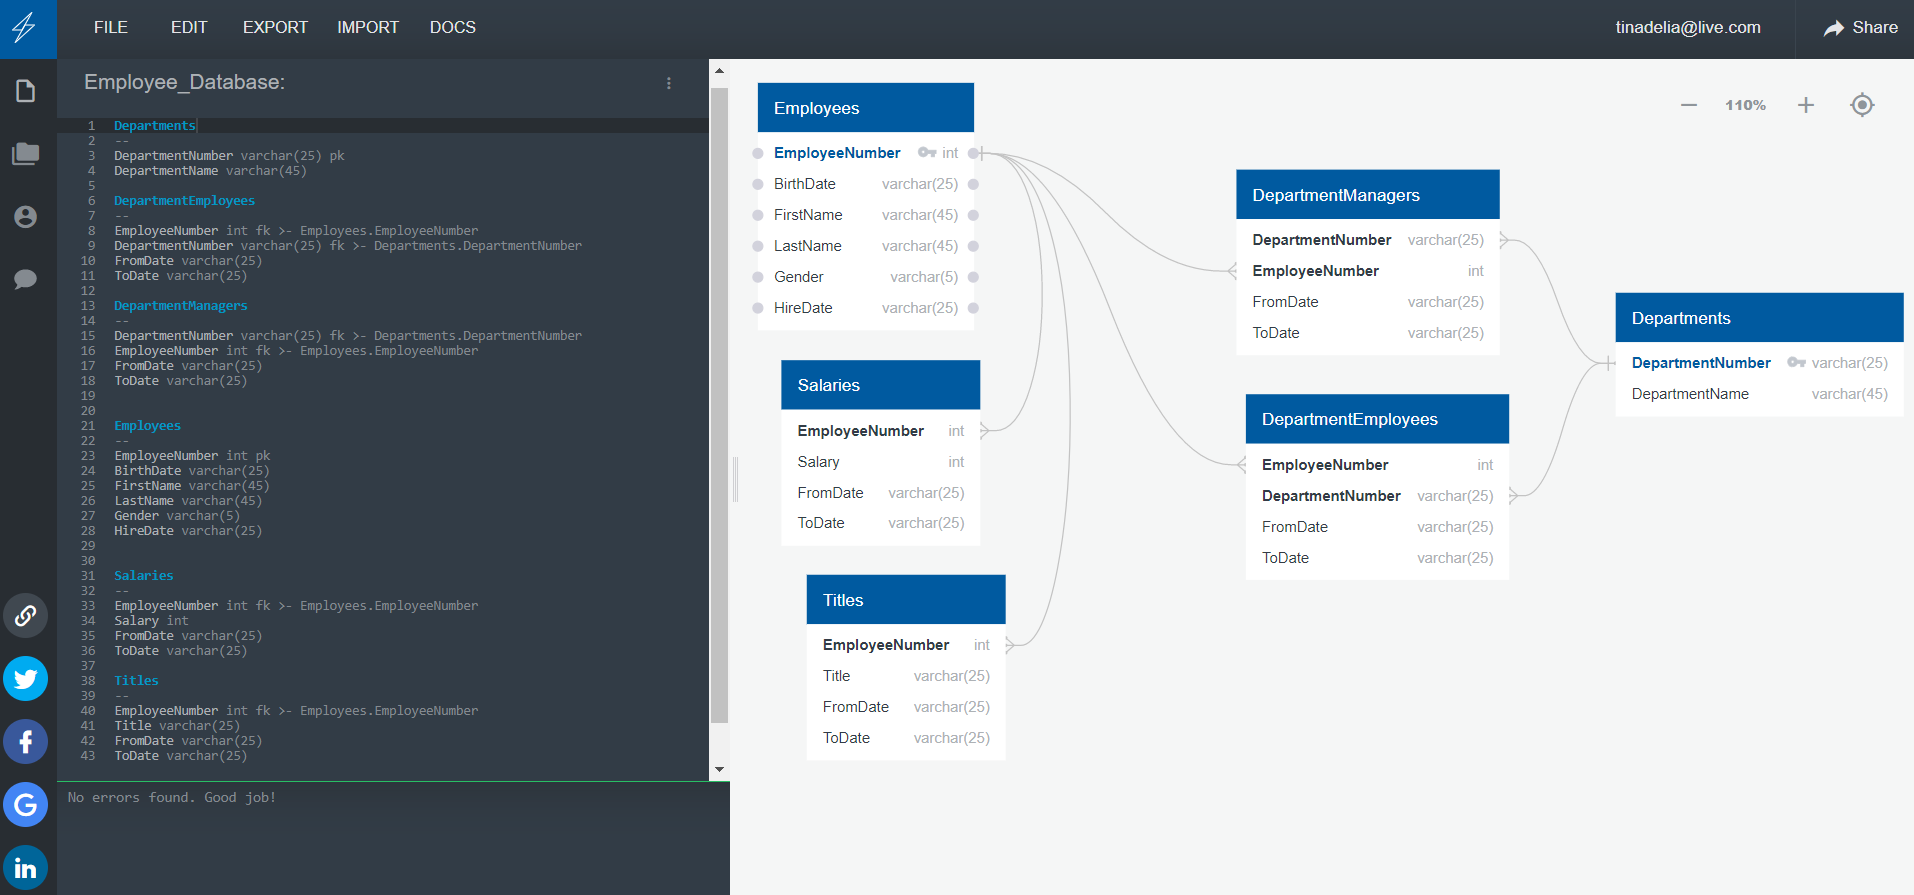 FILE EDIT EXPORT IMPORT DOCS tinadelia@live.com Share
Employee_Database:
1 Departments
2 --
3 DepartmentNumber varchar(25) pk
4 DepartmentName varchar(45)
5
6 DepartmentEmployees
7 --
8 EmployeeNumber int fk >- Employees.EmployeeNumber
9 DepartmentNumber varchar(25) fk >- Departments.DepartmentNumber
10 FromDate varchar(25)
11 ToDate varchar(25)
12
13 DepartmentManagers
14 --
15 DepartmentNumber varchar(25) fk >- Departments.DepartmentNumber
16 EmployeeNumber int fk >- Employees.EmployeeNumber
17 FromDate varchar(25)
18 ToDate varchar(25)
19
20
21 Employees
22 --
23 EmployeeNumber int pk
24 BirthDate varchar(25)
25 FirstName varchar(45)
26 LastName varchar(45)
27 Gender varchar(5)
28 HireDate varchar(25)
29
30
31 Salaries
32 --
33 EmployeeNumber int fk >- Employees.EmployeeNumber
34 Salary int
35 FromDate varchar(25)
36 ToDate varchar(25)
37
38 Titles
39 --
40 EmployeeNumber int fk >- Employees.EmployeeNumber
41 Title varchar(25)
42 FromDate varchar(25)
43 ToDate varchar(25)
No errors found. Good job!
110%
Employees
EmployeeNumber int
BirthDate varchar(25)
FirstName varchar(45)
LastName varchar(45)
Gender varchar(5)
HireDate varchar(25)
Salaries
EmployeeNumber int
Salary int
FromDate varchar(25)
ToDate varchar(25)
Titles
EmployeeNumber int
Title varchar(25)
FromDate varchar(25)
ToDate varchar(25)
DepartmentManagers
DepartmentNumber varchar(25)
EmployeeNumber int
FromDate varchar(25)
ToDate varchar(25)
DepartmentEmployees
EmployeeNumber int
DepartmentNumber varchar(25)
FromDate varchar(25)
ToDate varchar(25)
Departments
DepartmentNumber varchar(25)
DepartmentName varchar(45)